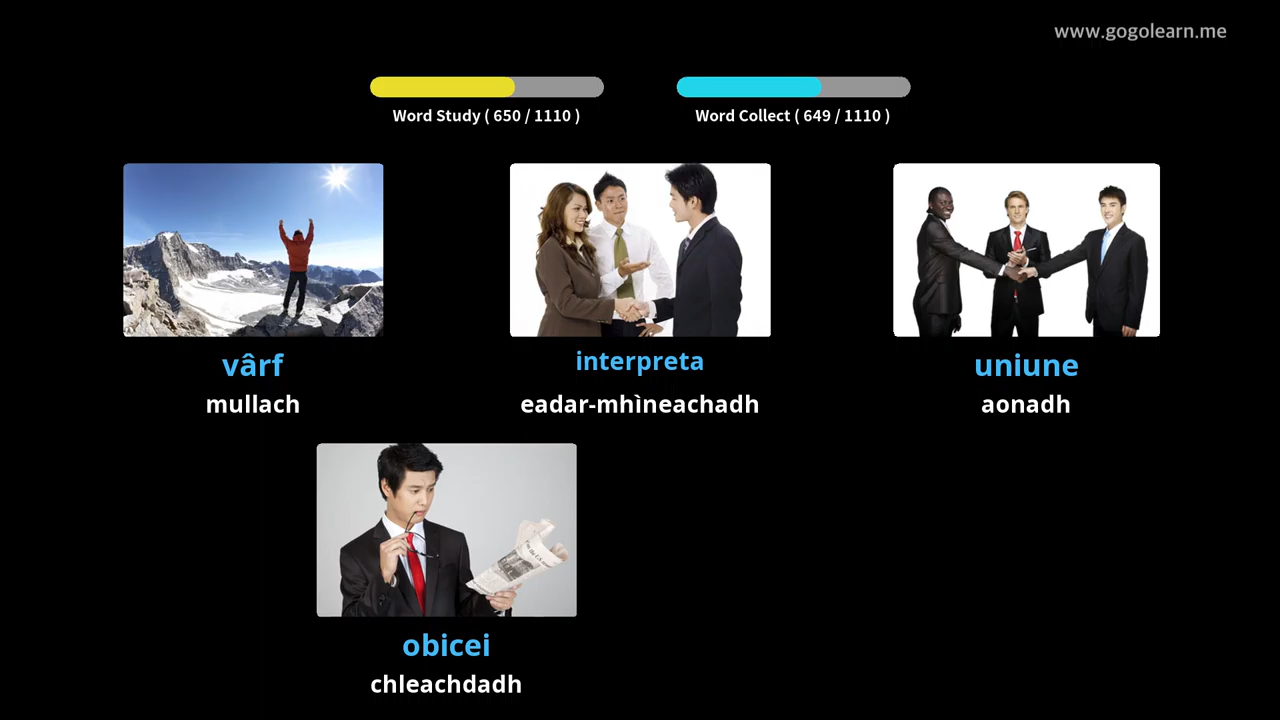 www.gogolearn.me
Word Study ( 650 / 1110 )
Word Collect ( 649 / 1110 )
vârf
interpreta
uniune
mullach
eadar-mhìneachadh
aonadh
obicei
chleachdadh